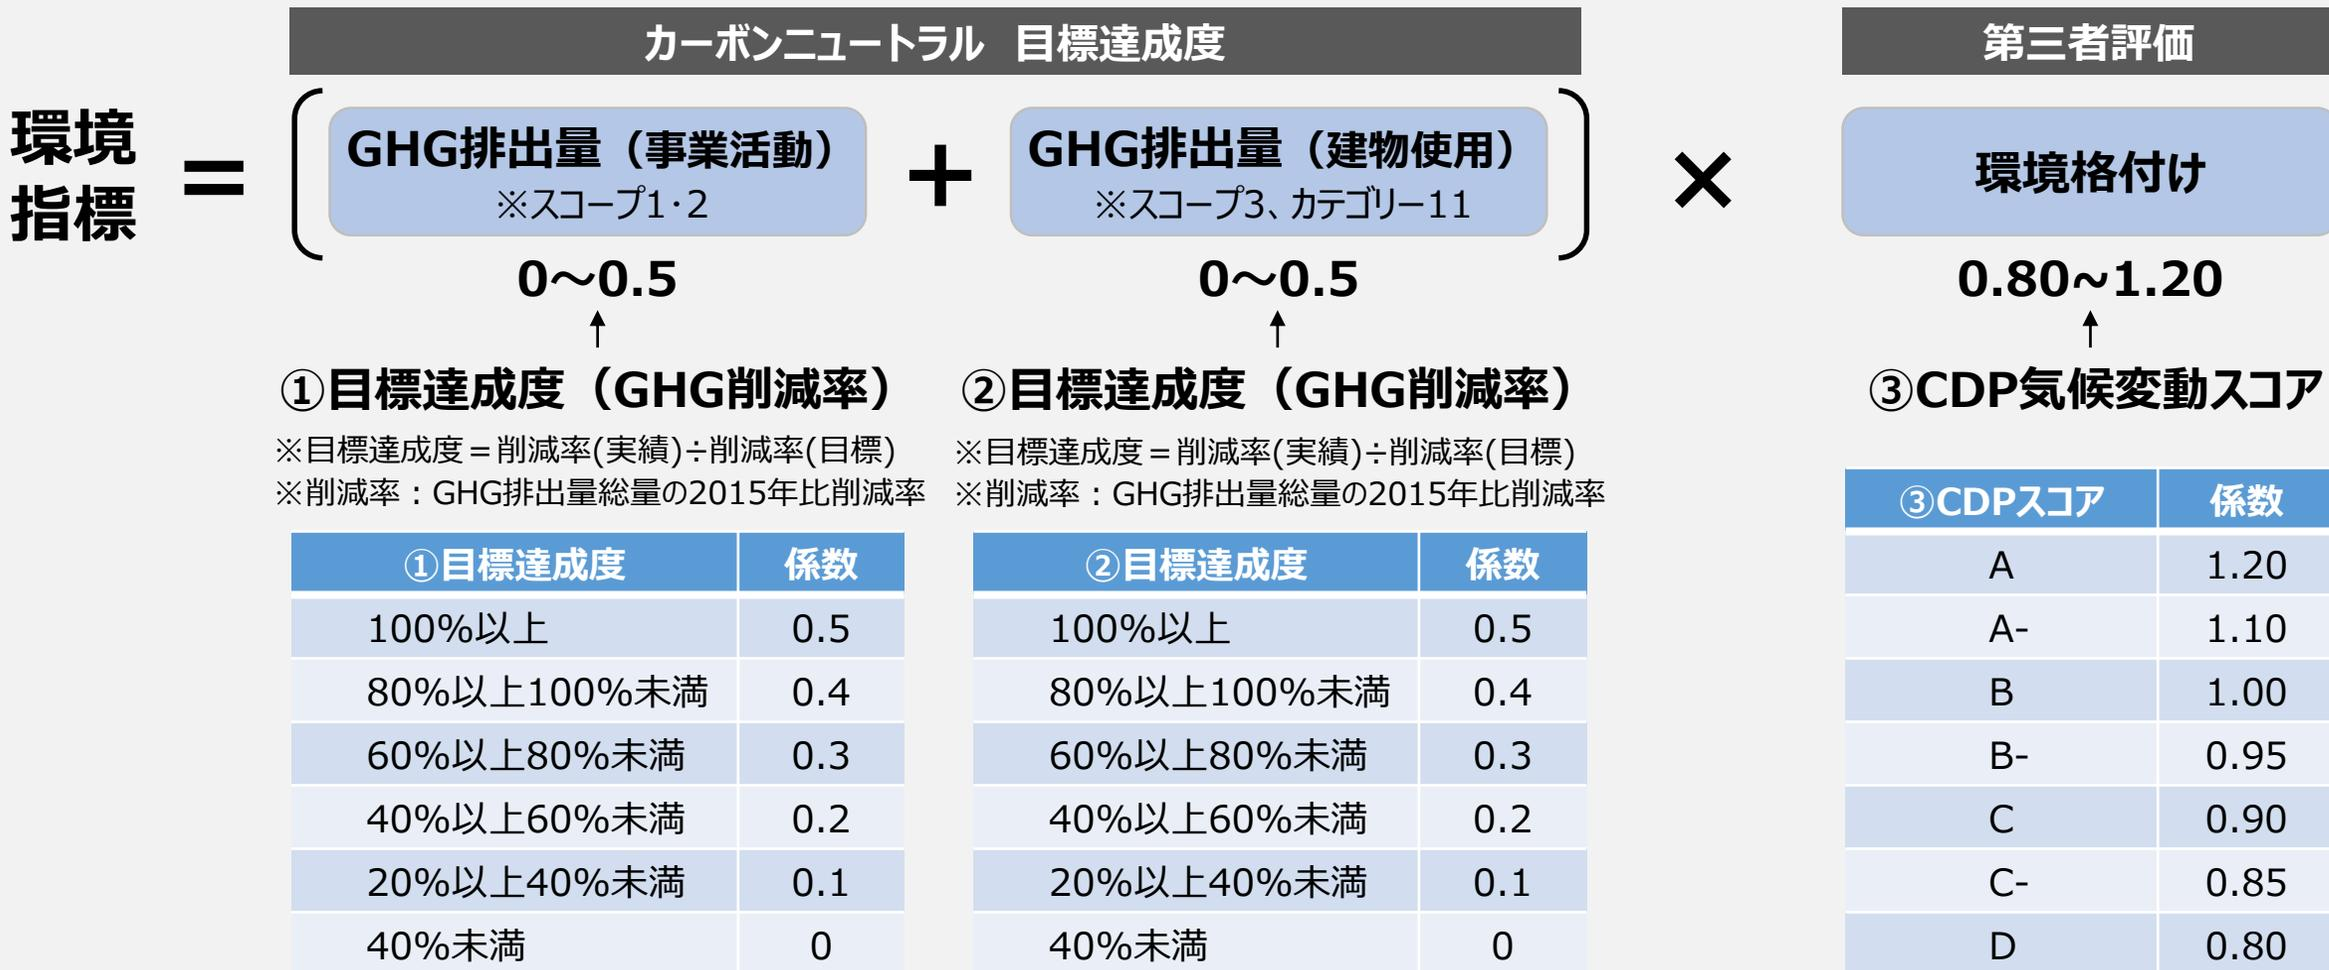 カーボンニュートラル 目標達成度
第三者評価
環境
指標
=
GHG排出量（事業活動）
※スコープ1・2
+
GHG排出量（建物使用）
※スコープ3、カテゴリー11
×
環境格付け
0～0.5
0～0.5
0.80~1.20
①目標達成度（GHG削減率）
②目標達成度（GHG削減率）
③CDP気候変動スコア
※目標達成度＝削減率(実績)÷削減率(目標)
※削減率：GHG排出量総量の2015年比削減率
※目標達成度＝削減率(実績)÷削減率(目標)
※削減率：GHG排出量総量の2015年比削減率
①目標達成度 係数
100%以上 0.5
80%以上100%未満 0.4
60%以上80%未満 0.3
40%以上60%未満 0.2
20%以上40%未満 0.1
40%未満 0
②目標達成度 係数
100%以上 0.5
80%以上100%未満 0.4
60%以上80%未満 0.3
40%以上60%未満 0.2
20%以上40%未満 0.1
40%未満 0
③CDPスコア 係数
A 1.20
A- 1.10
B 1.00
B- 0.95
C 0.90
C- 0.85
D 0.80